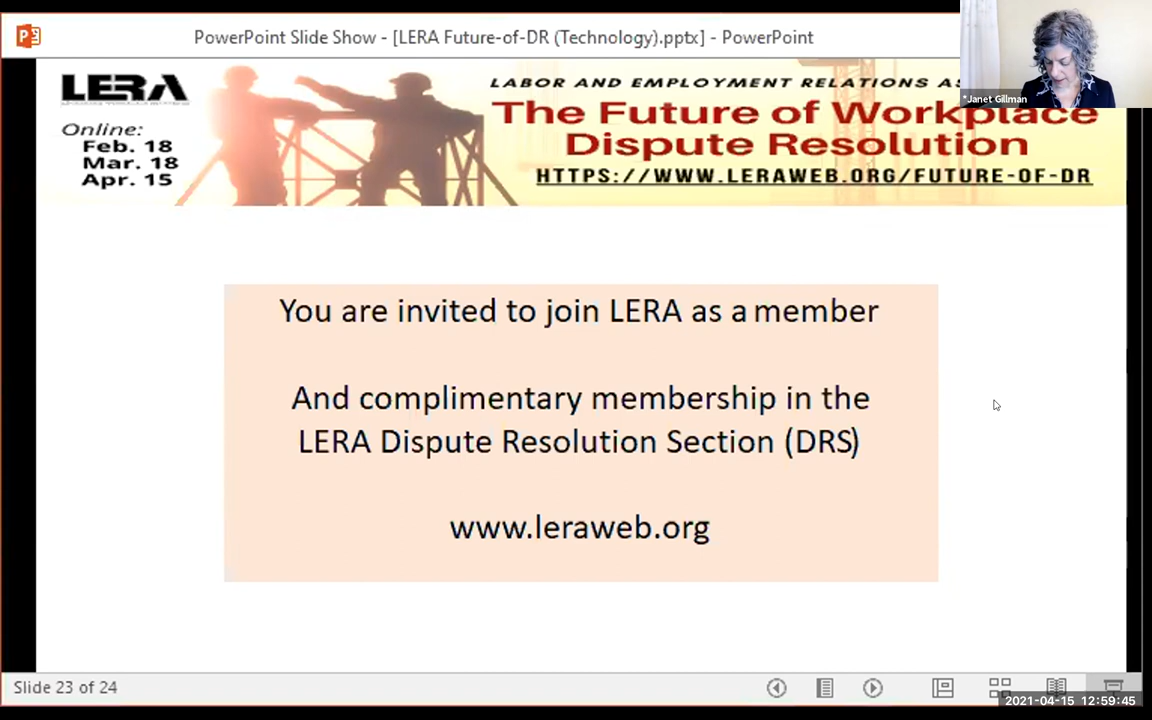 PowerPoint Slide Show - [LERA Future-of-DR (Technology).pptx] - PowerPoint
*Janet Gillman
LERA
Online:
Feb. 18
Mar. 18
Apr. 15
LABOR AND EMPLOYMENT RELATIONS AS
The Future of Workplace
Dispute Resolution
HTTPS://WWW.LERAWEB.ORG/FUTURE-OF-DR
You are invited to join LERA as a member
And complimentary membership in the
LERA Dispute Resolution Section (DRS)
www.leraweb.org
Slide 23 of 24
2021-04-15 12:59:45